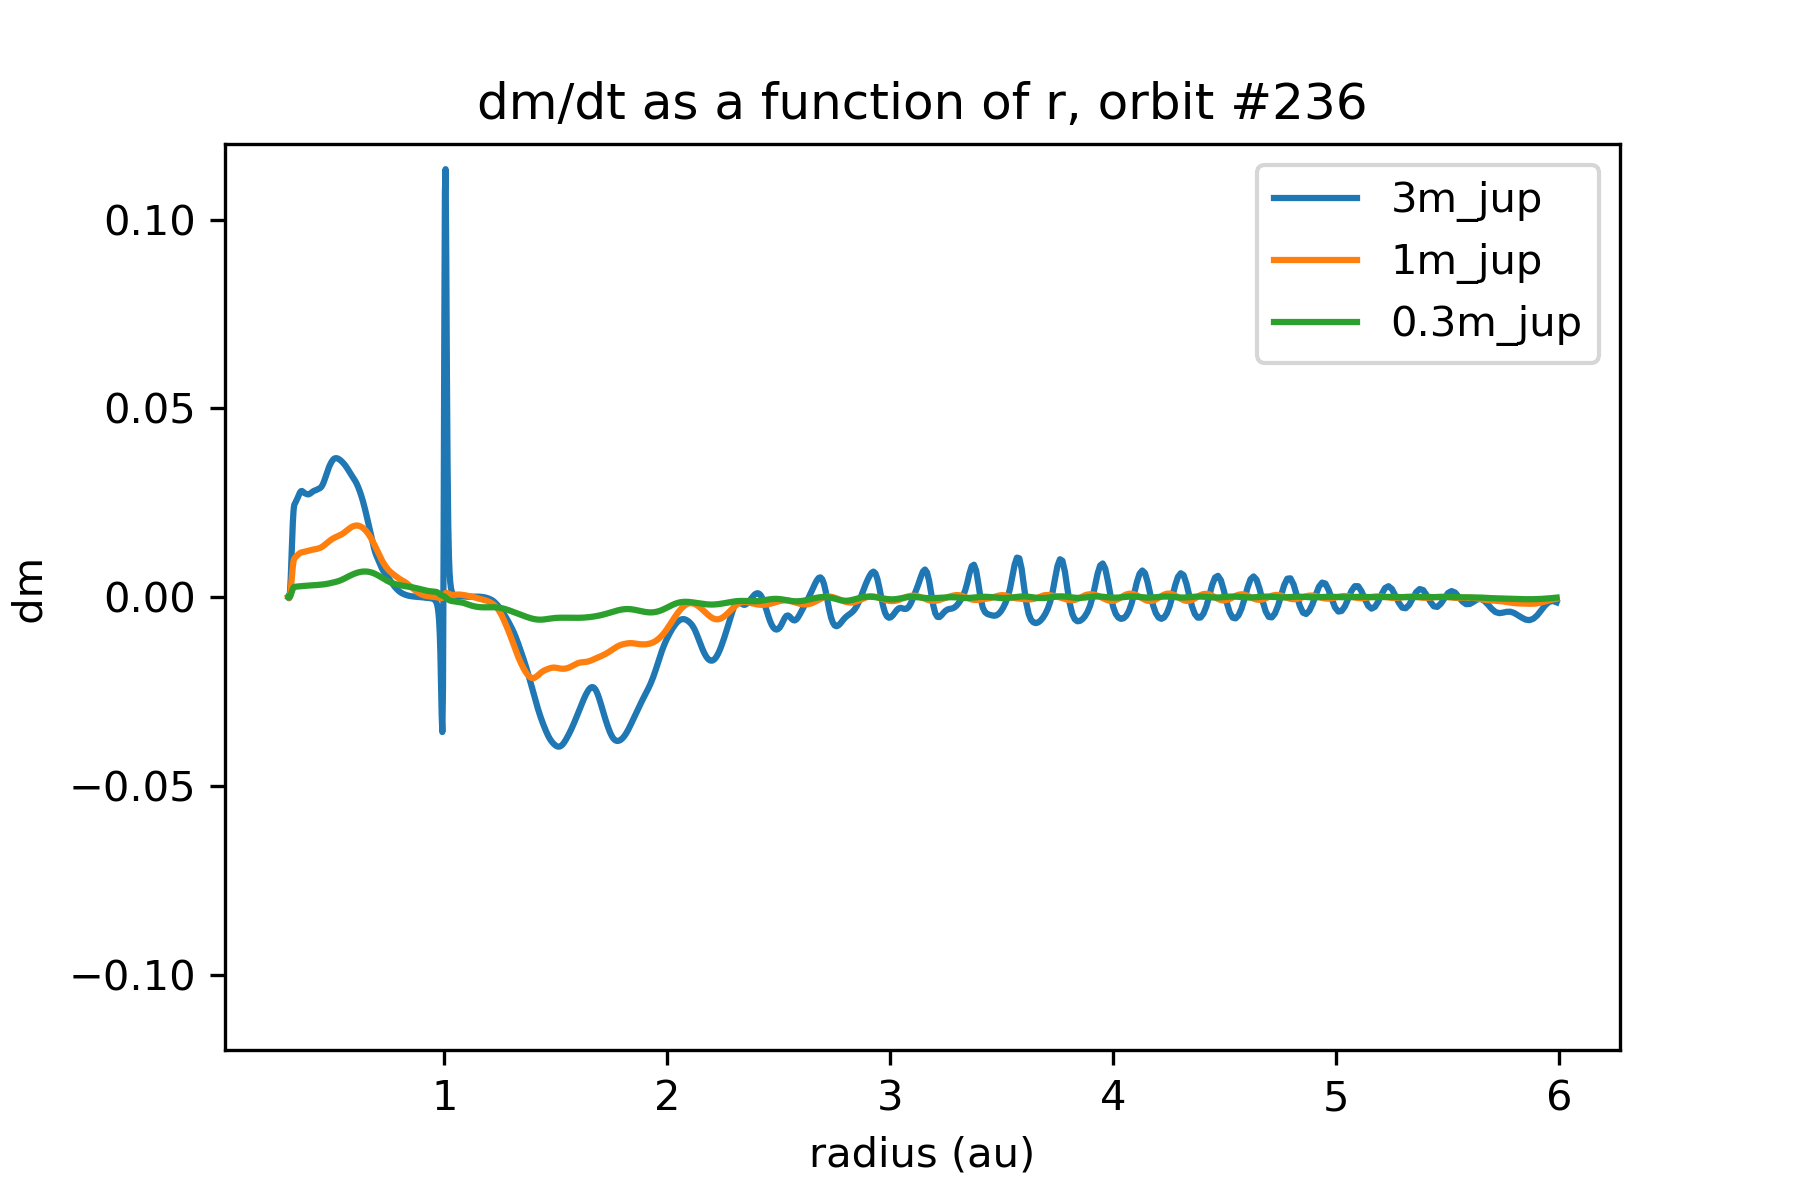 dm/dt as a function of r, orbit #236
3m_jup
1m_jup
0.3m_jup
0.10
0.05
0.00
−0.05
−0.10
dm
1 2 3 4 5 6
radius (au)